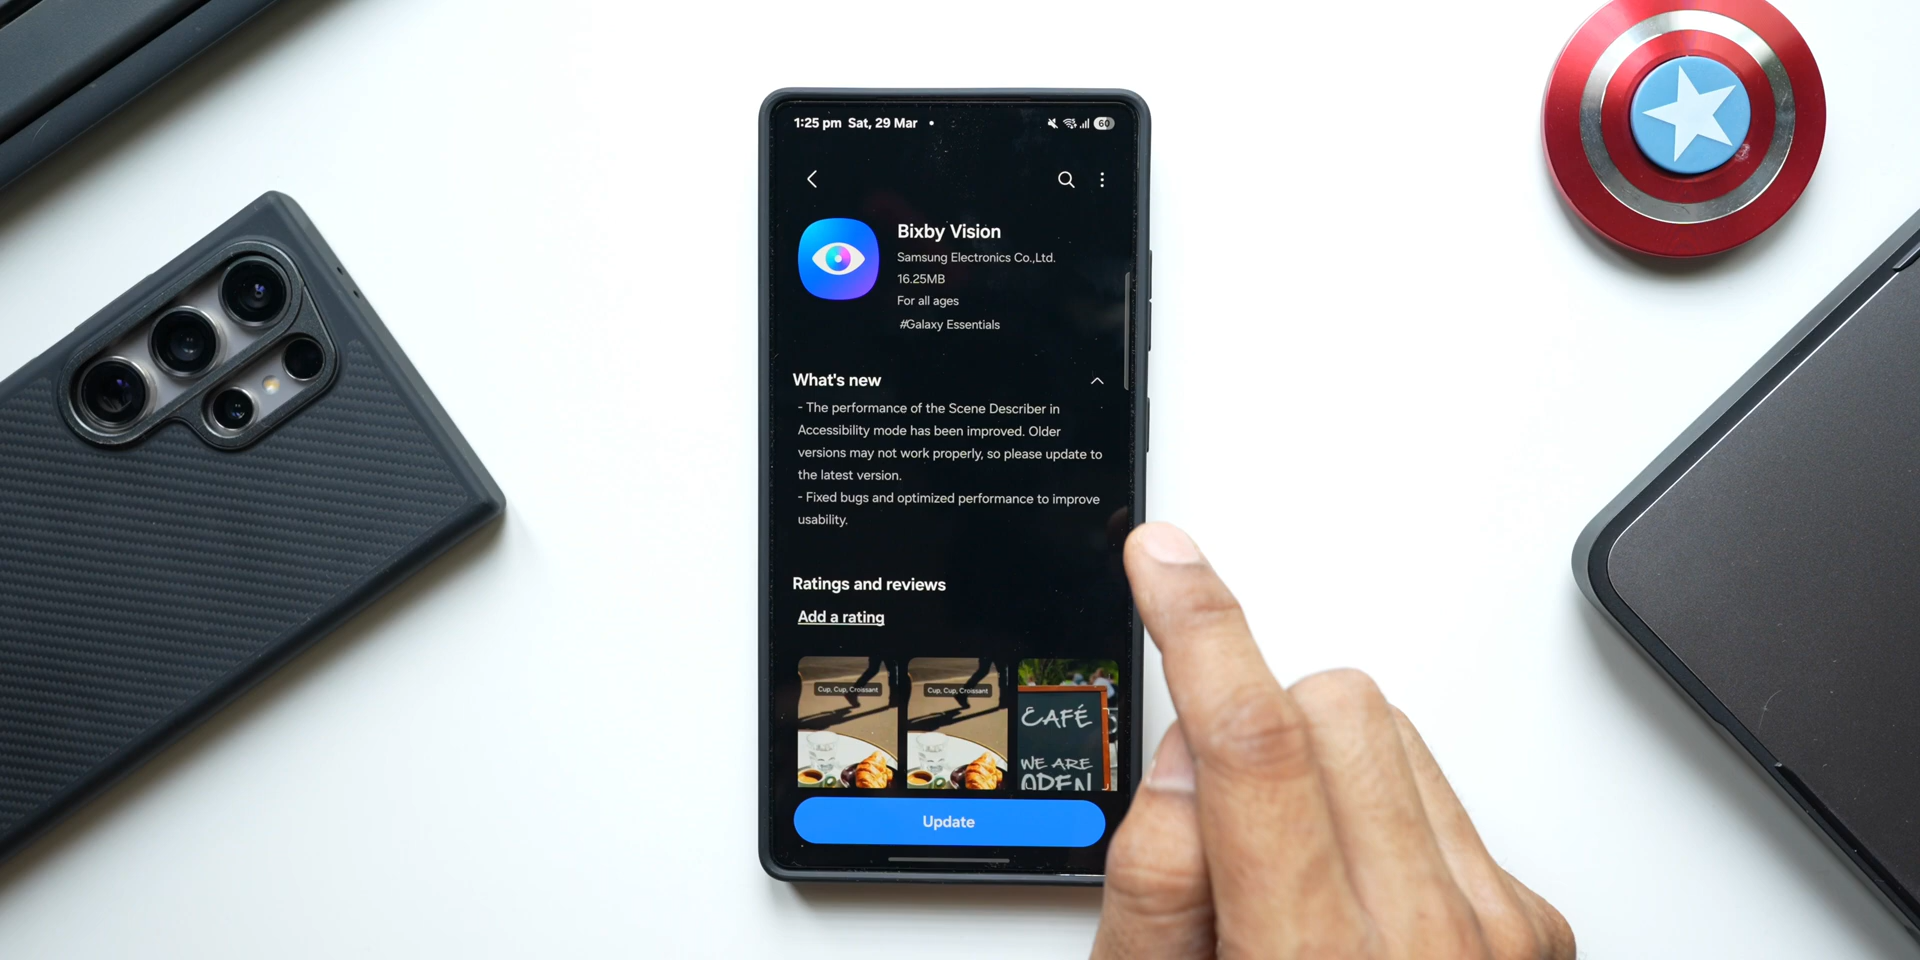 1:25 pm Sat, 29 Mar
60
Bixby Vision
Samsung Electronics Co.,Ltd.
16.25MB
For all ages
#Galaxy Essentials
What's new
- The performance of the Scene Describer in
Accessibility mode has been improved. Older
versions may not work properly, so please update to
the latest version.
- Fixed bugs and optimized performance to improve
usability.
Ratings and reviews
Add a rating
Cup, Cup, Croissant
Cup, Cup, Croissant
CAFÉ
WE ARE
OPEN
Update